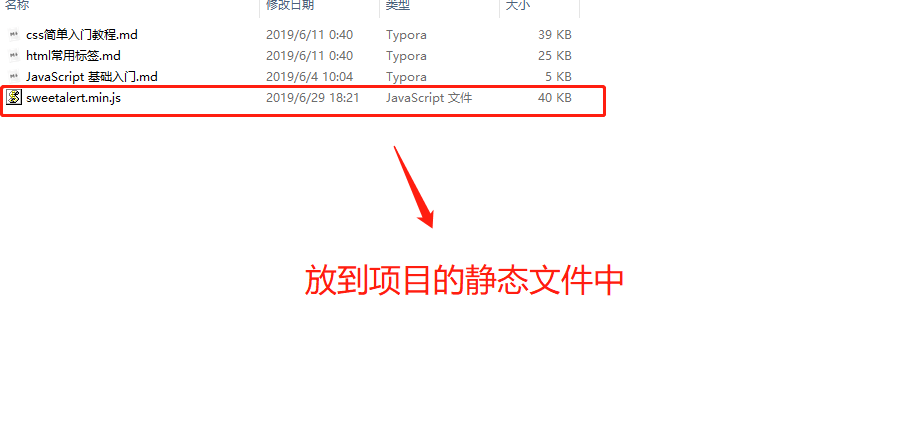 名称 修改日期 类型 大小
css简单入门教程.md 2019/6/11 0:40 Typora 39 KB
html常用标签.md 2019/6/11 0:40 Typora 25 KB
JavaScript 基础入门.md 2019/6/4 10:04 Typora 5 KB
sweetalert.min.js 2019/6/29 18:21 JavaScript 文件 40 KB
放到项目的静态文件中